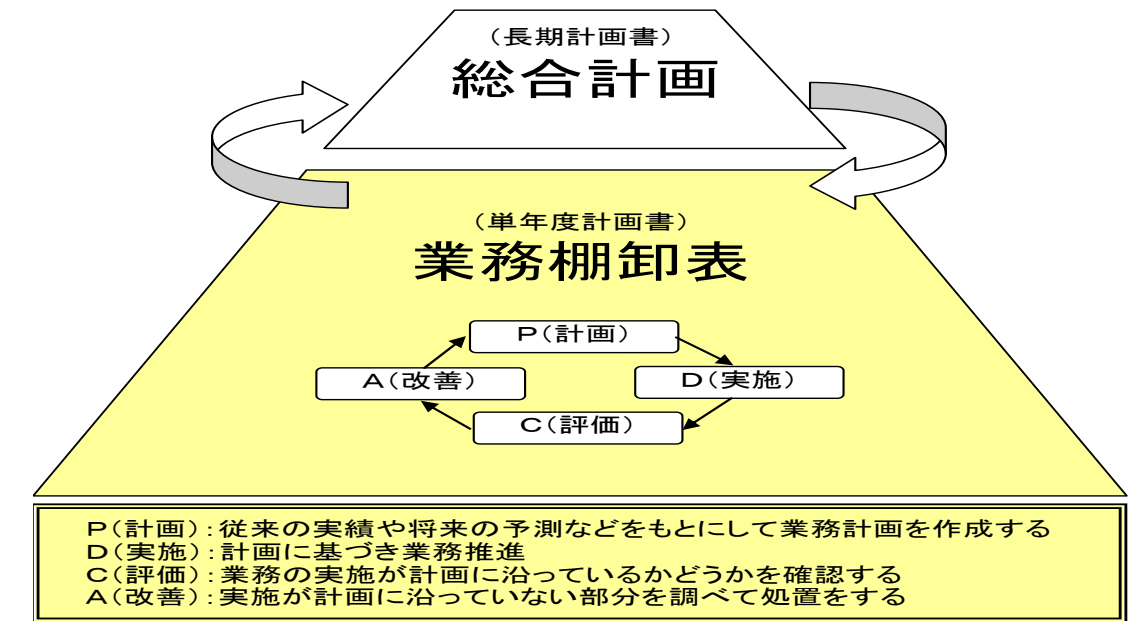 （長期計画書）
総合計画
（単年度計画書）
業務棚卸表
Ｐ（計画）
Ａ（改善）
Ｄ（実施）
Ｃ（評価）
Ｐ（計画）：従来の実績や将来の予測などをもとにして業務計画を作成する
Ｄ（実施）：計画に基づき業務推進
Ｃ（評価）：業務の実施が計画に沿っているかどうかを確認する
Ａ（改善）：実施が計画に沿っていない部分を調べて処置をする